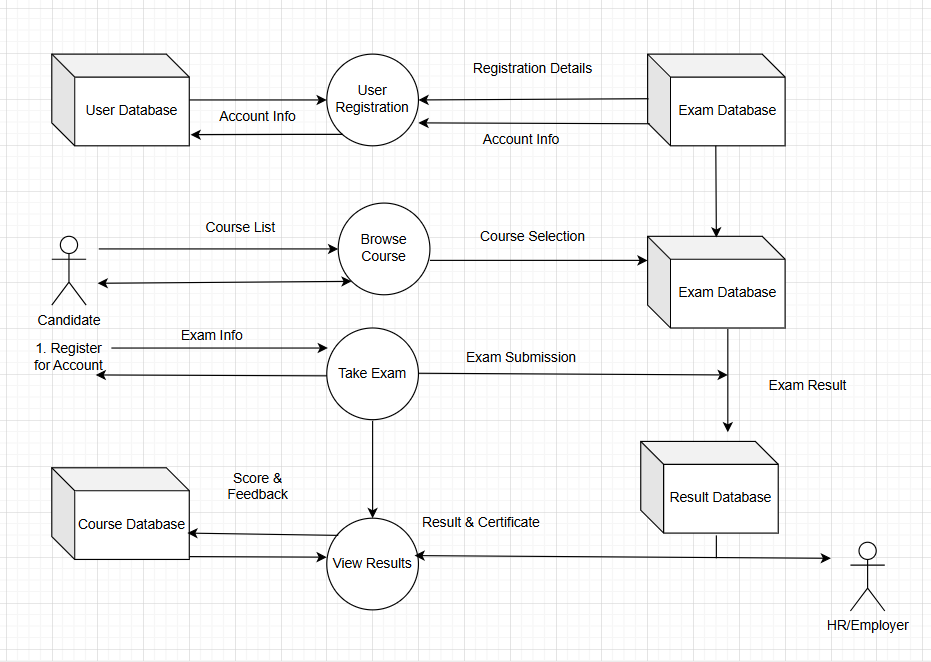 Registration Details
User
Registration
User Database
Exam Database
Account Info
Account Info
Course List
Course Selection
Browse
Course
Exam Database
Candidate
Exam Info
1. Register
for Account
Exam Submission
Take Exam
Exam Result
Score &
Feedback
Result Database
Course Database
Result & Certificate
View Results
HR/Employer